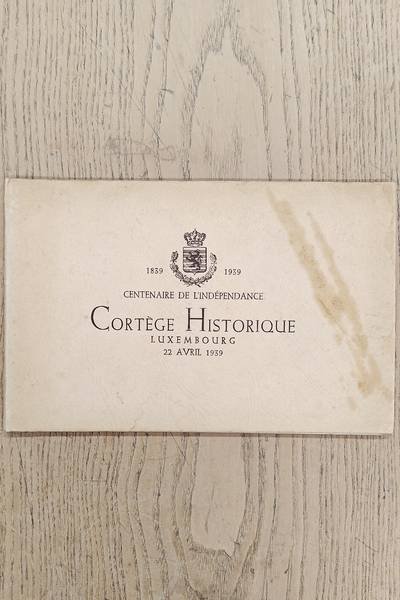 1839 1939
CENTENAIRE DE L'INDÉPENDANCE
CORTÈGE HISTORIQUE
LUXEMBOURG
22 AVRIL 1939